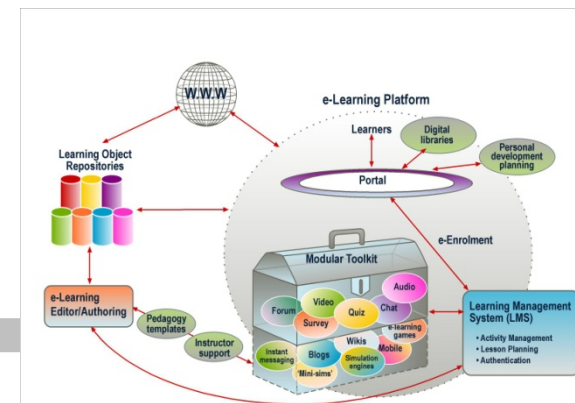 W.W.W
e-Learning Platform
Learners
Digital
libraries
Personal
development
planning
Learning Object
Repositories
Portal
e-Enrolment
Modular Toolkit
Audio
Video
Forum
Quiz
Chat
Survey
e-learning
games
Wikis
Instant
messaging
Blogs
Mobile
Simulation
engines
'Mini-sims'
e-Learning
Editor/Authoring
Pedagogy
templates
Instructor
support
Learning Management
System (LMS)
• Activity Management
• Lesson Planning
• Authentication